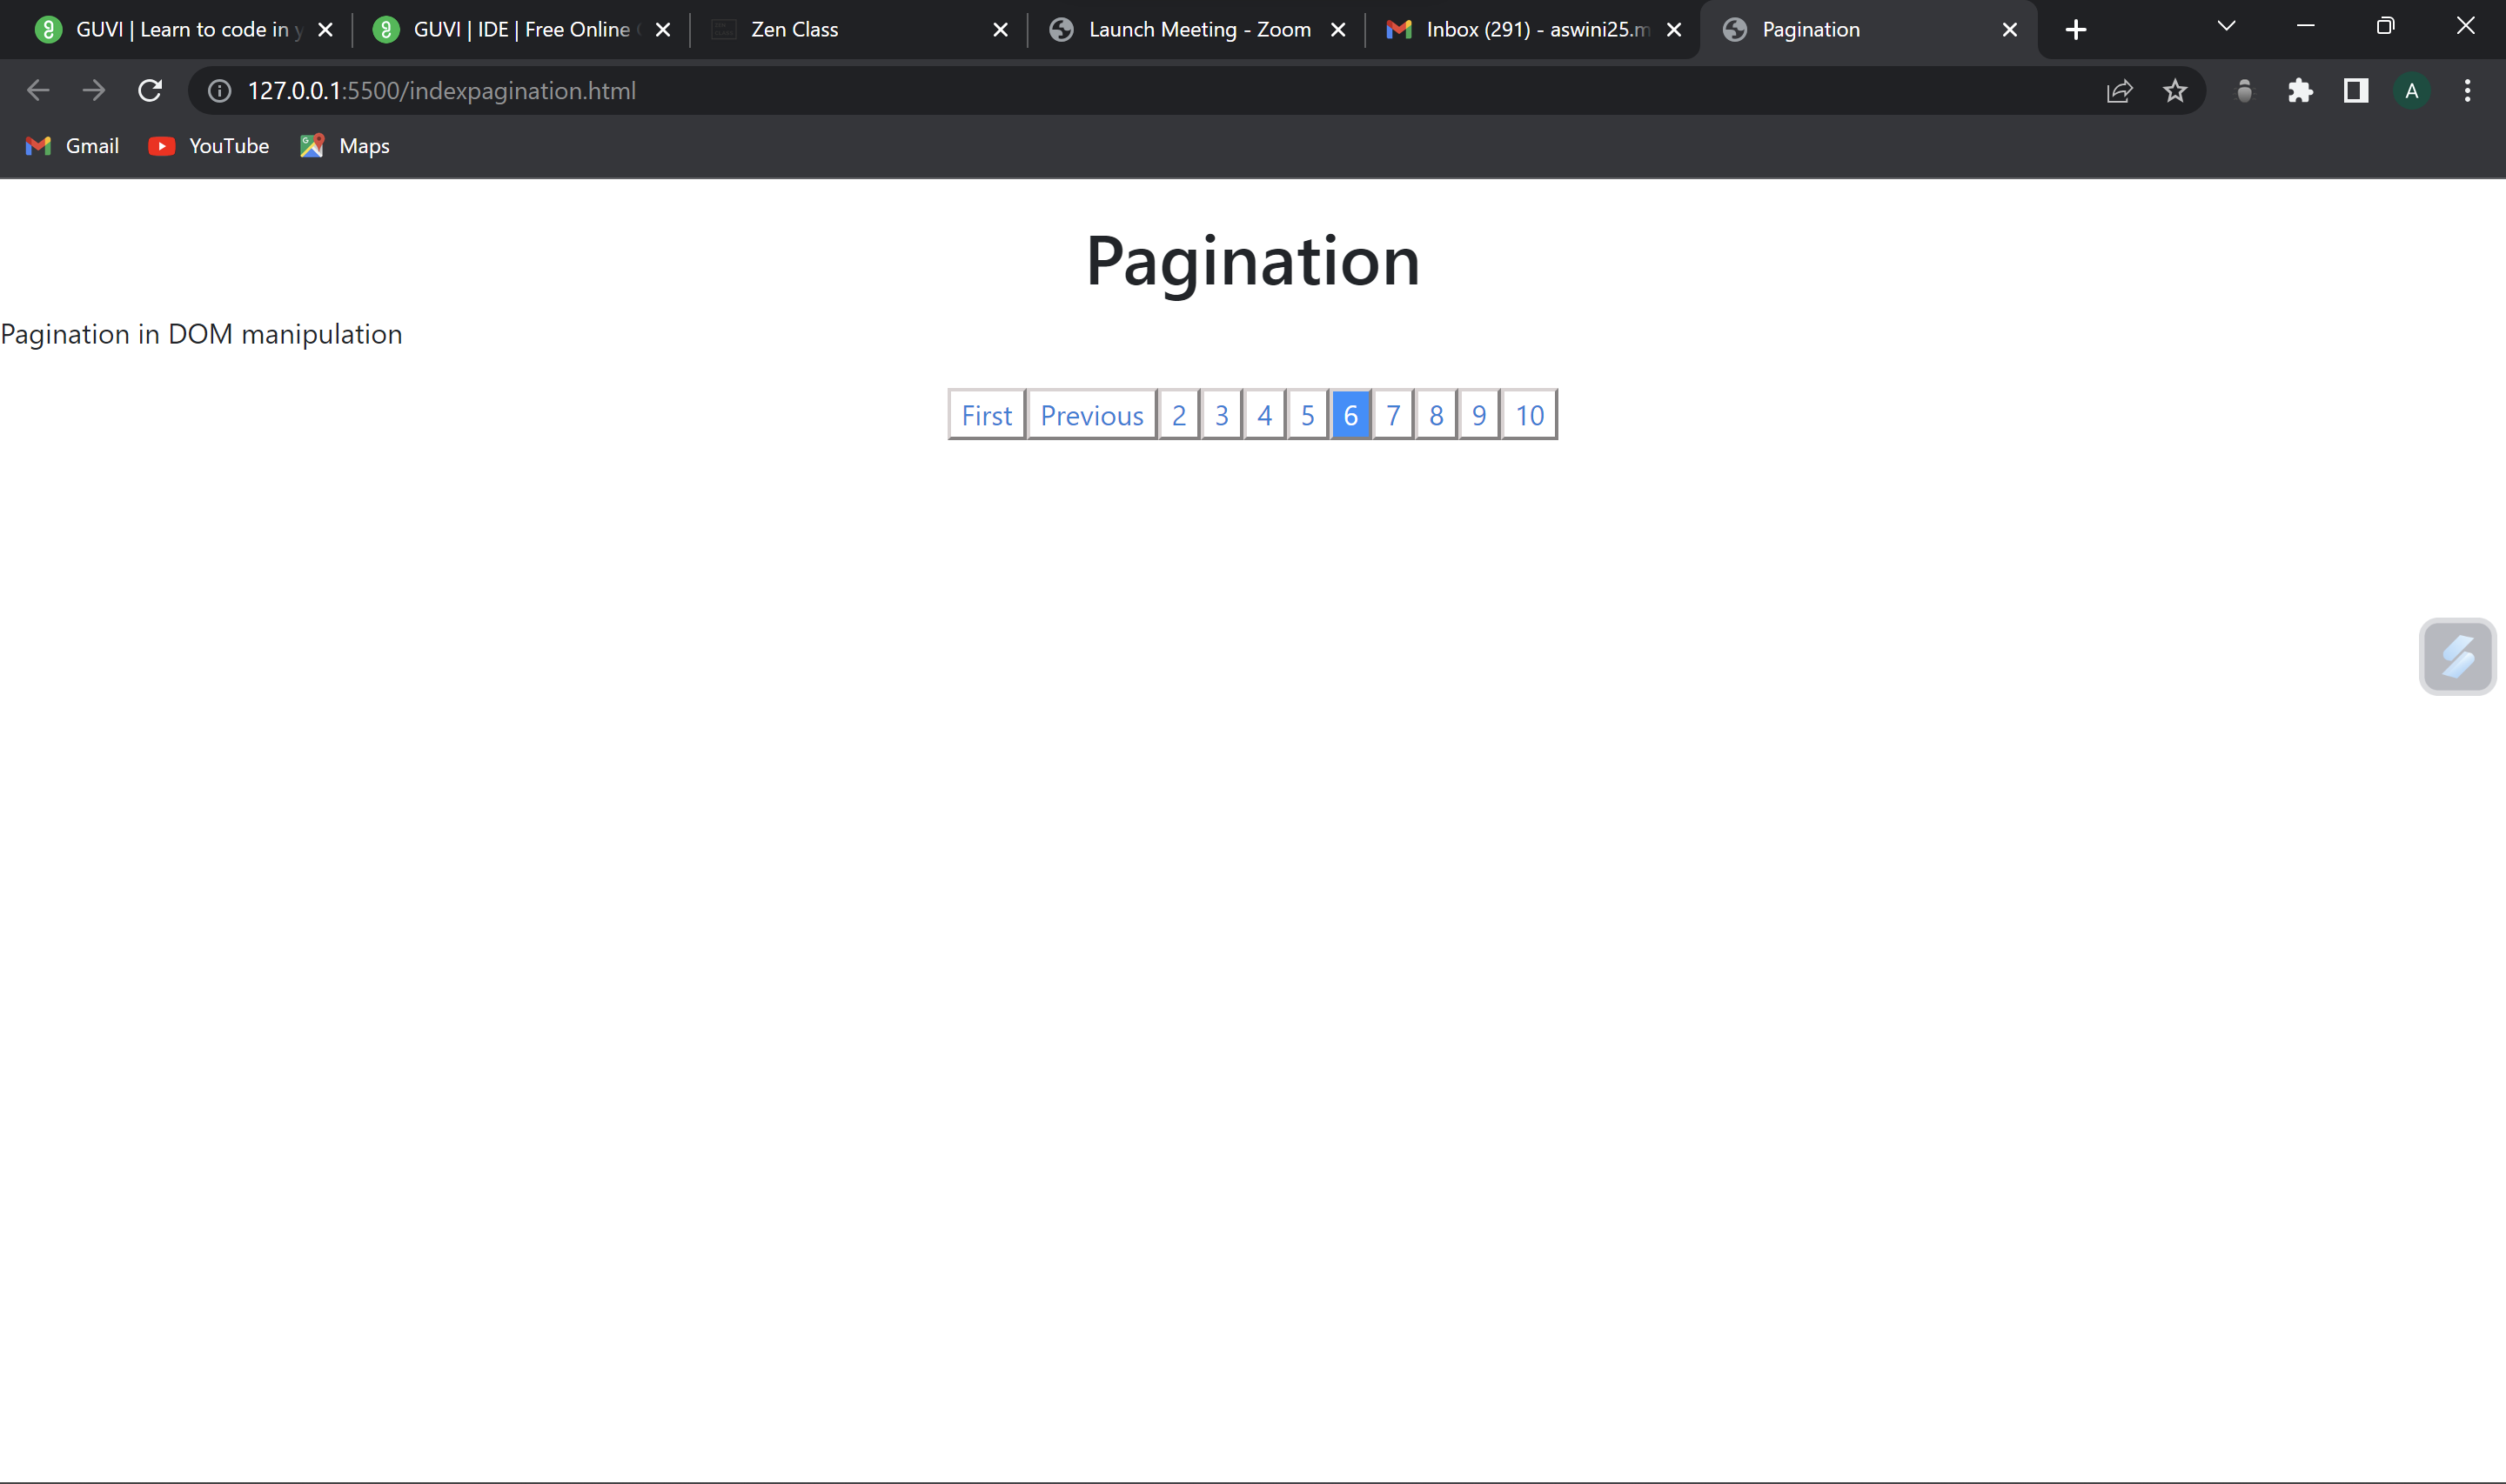 GUVI | Learn to code in y
GUVI | IDE | Free Online
Zen Class
Launch Meeting - Zoom
Inbox (291) - aswini25.m
Pagination
127.0.0.1:5500/indexpagination.html
A
Gmail
YouTube
Maps
Pagination
Pagination in DOM manipulation
First Previous 2 3 4 5 6 7 8 9 10